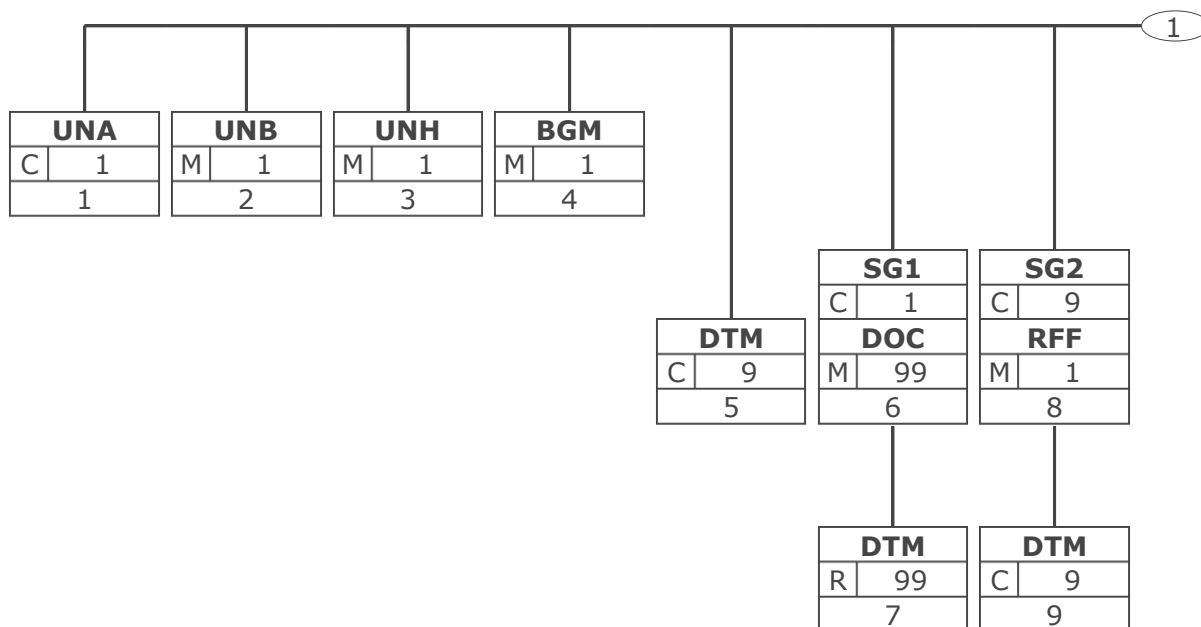 1
UNA UNB UNH BGM
C 1 M 1 M 1 M 1
1 2 3 4
SG1 SG2
C 1 C 9
DTM DOC RFF
C 9 M 99 M 1
5 6 8
DTM DTM
R 99 C 9
7 9